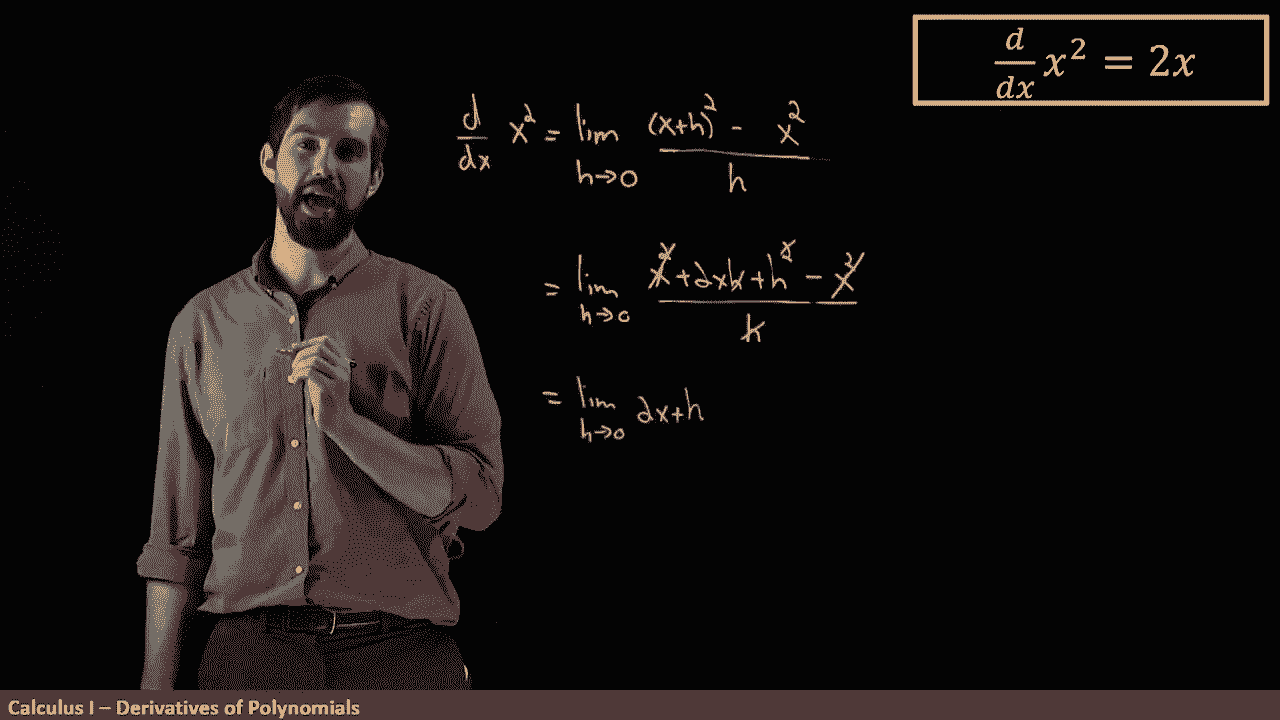 d/dx x² = 2x
d/dx x² = lim h→0 (x+h)² - x² / h
= lim h→0 x² + 2xh + h² - x² / h
= lim h→0 2x+h
Calculus I – Derivatives of Polynomials